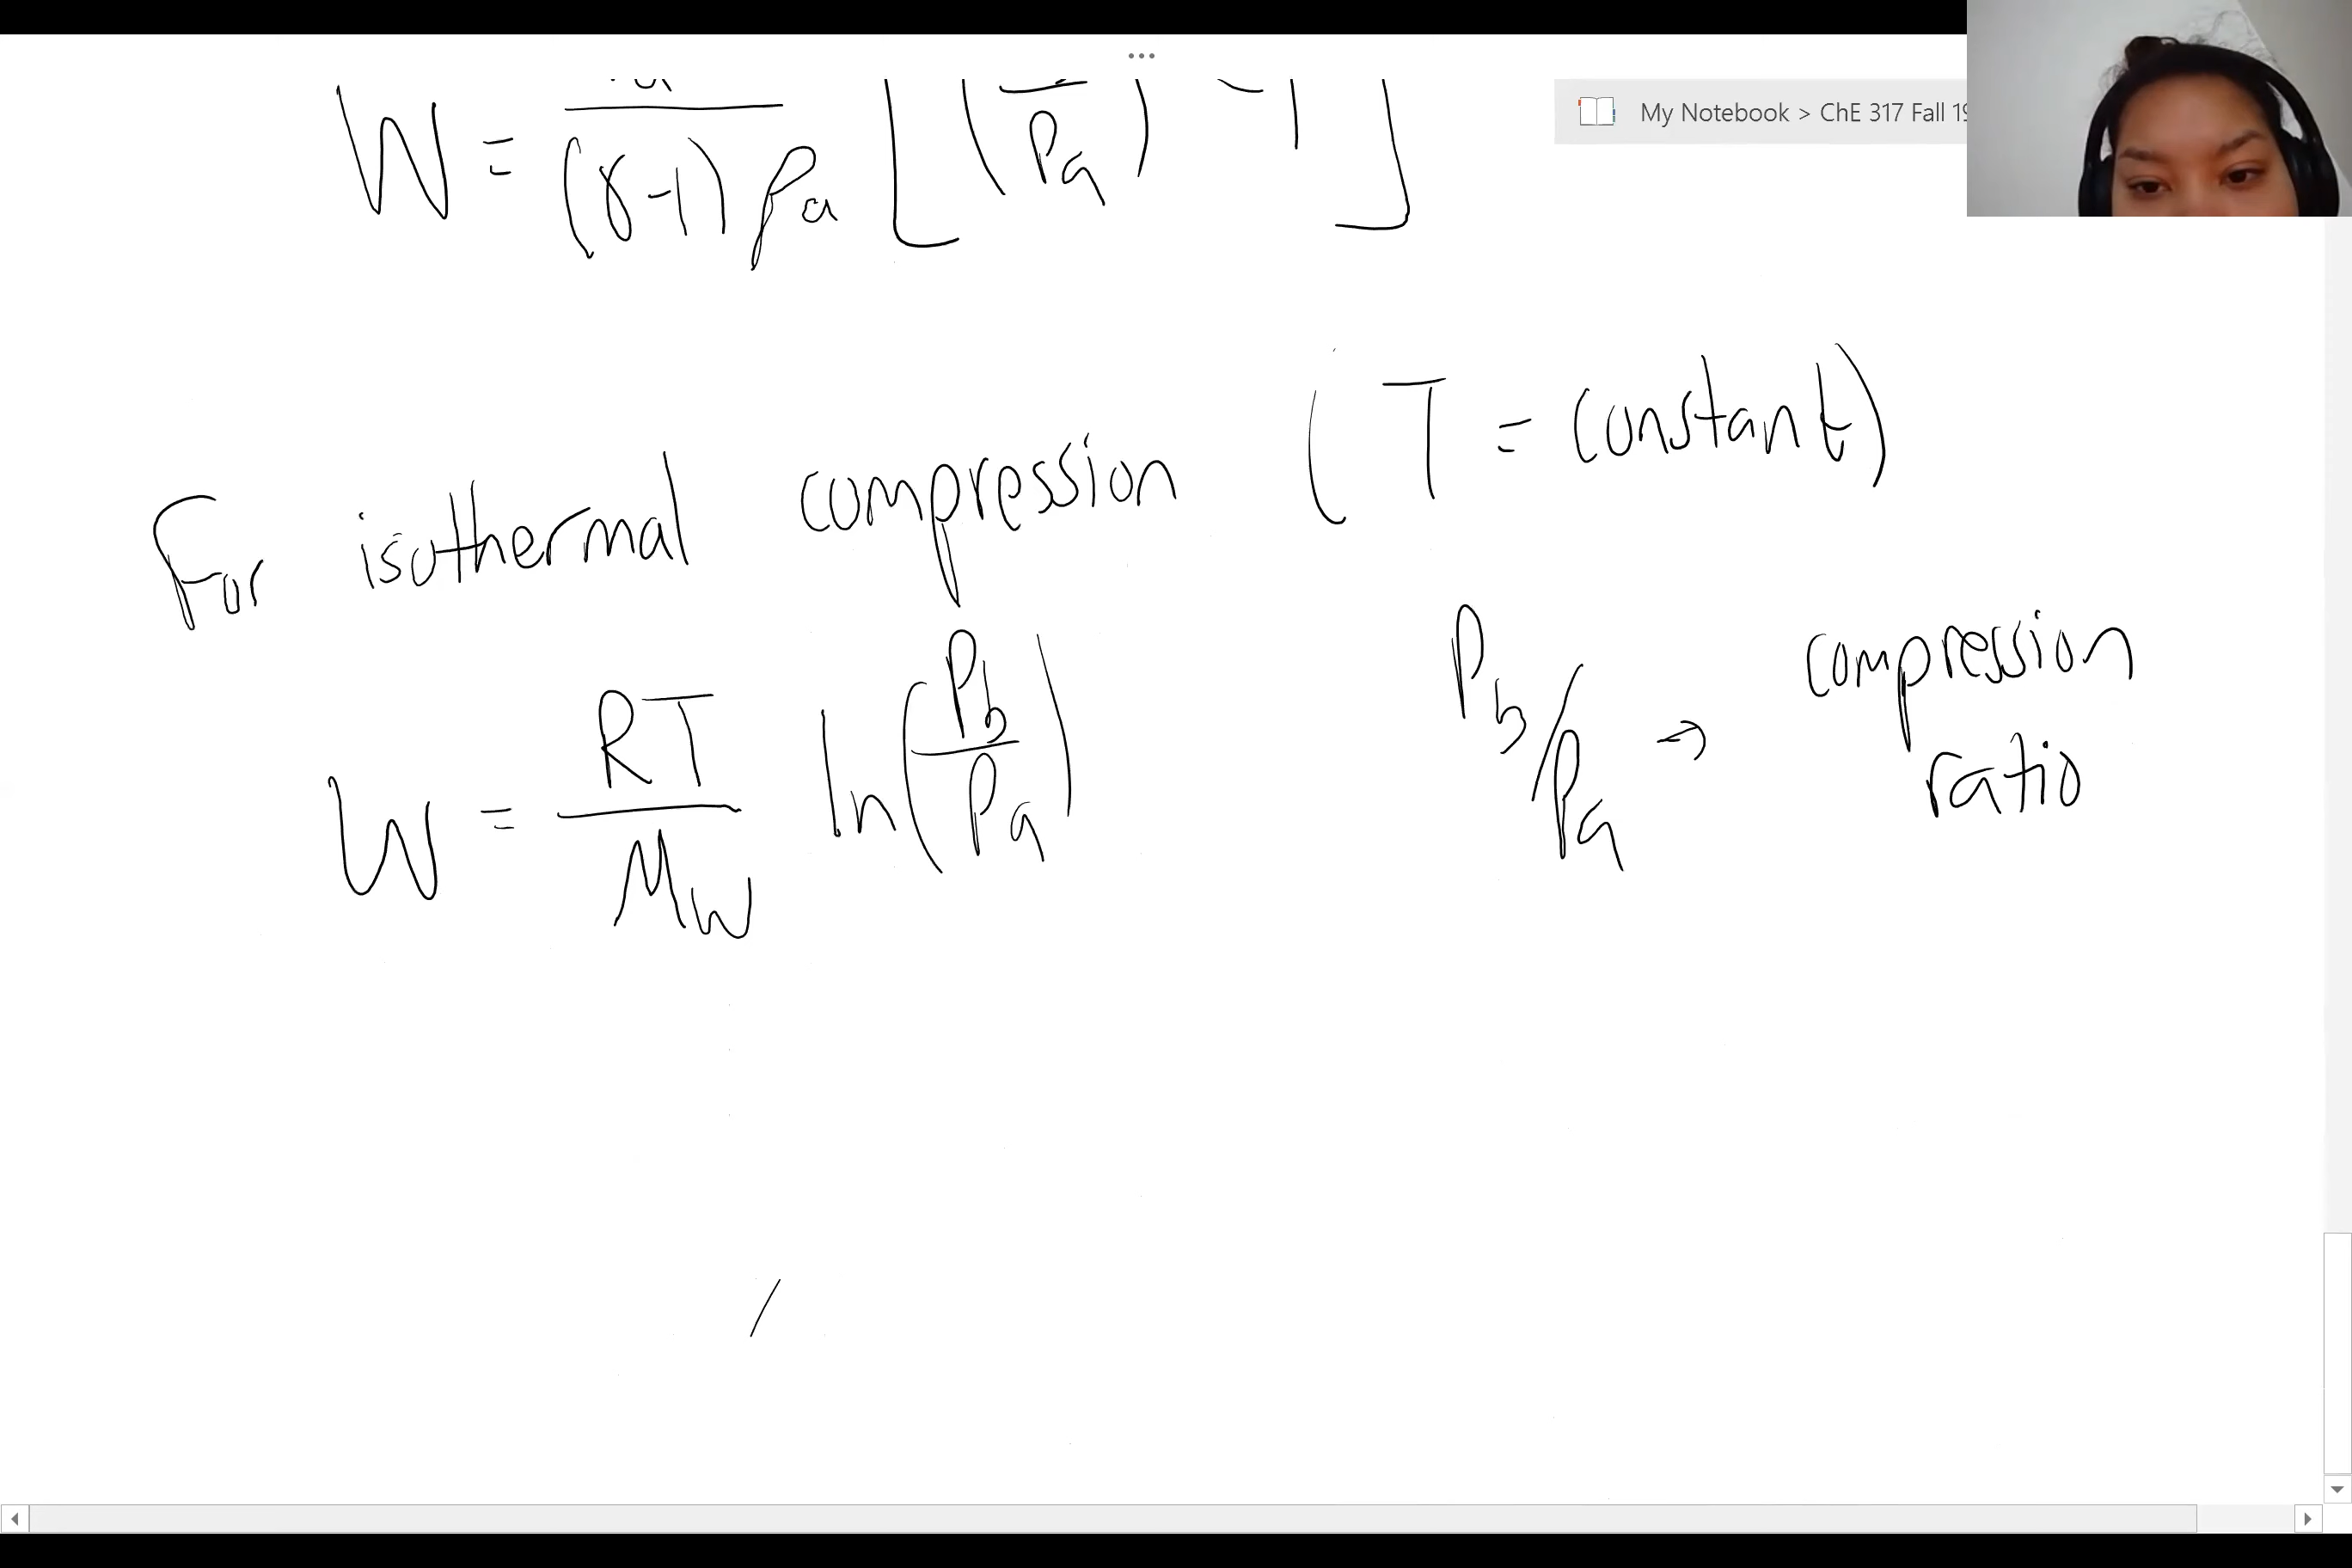 ...
My Notebook > ChE 317 Fall 19
W = / (γ-1) ρa [ ( / Pa ) - 1 ]
For isothermal compression ( T = constant )
W = RT / Mw ln ( Pb / Pa )
Pb/Pa → compression ratio